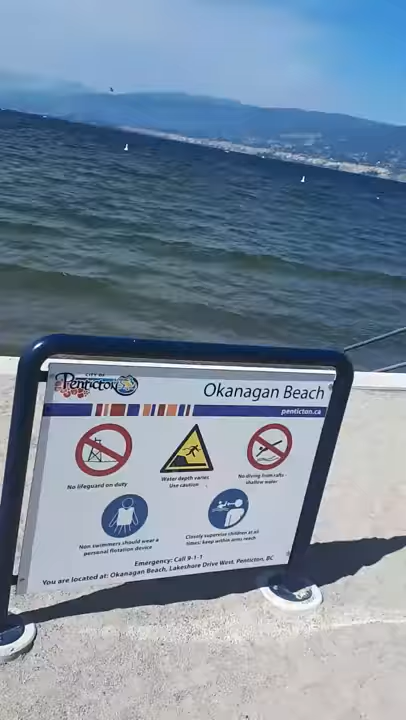 CITY OF
Penticton
Okanagan Beach
penticton.ca
No lifeguard on duty
Water depth varies
Use caution
No diving from rafts -
shallow water
Non swimmers should wear a
personal flotation device
Closely supervise children at all
times: keep within arms reach
Emergency: Call 9-1-1
You are located at: Okanagan Beach, Lakeshore Drive West, Penticton, BC